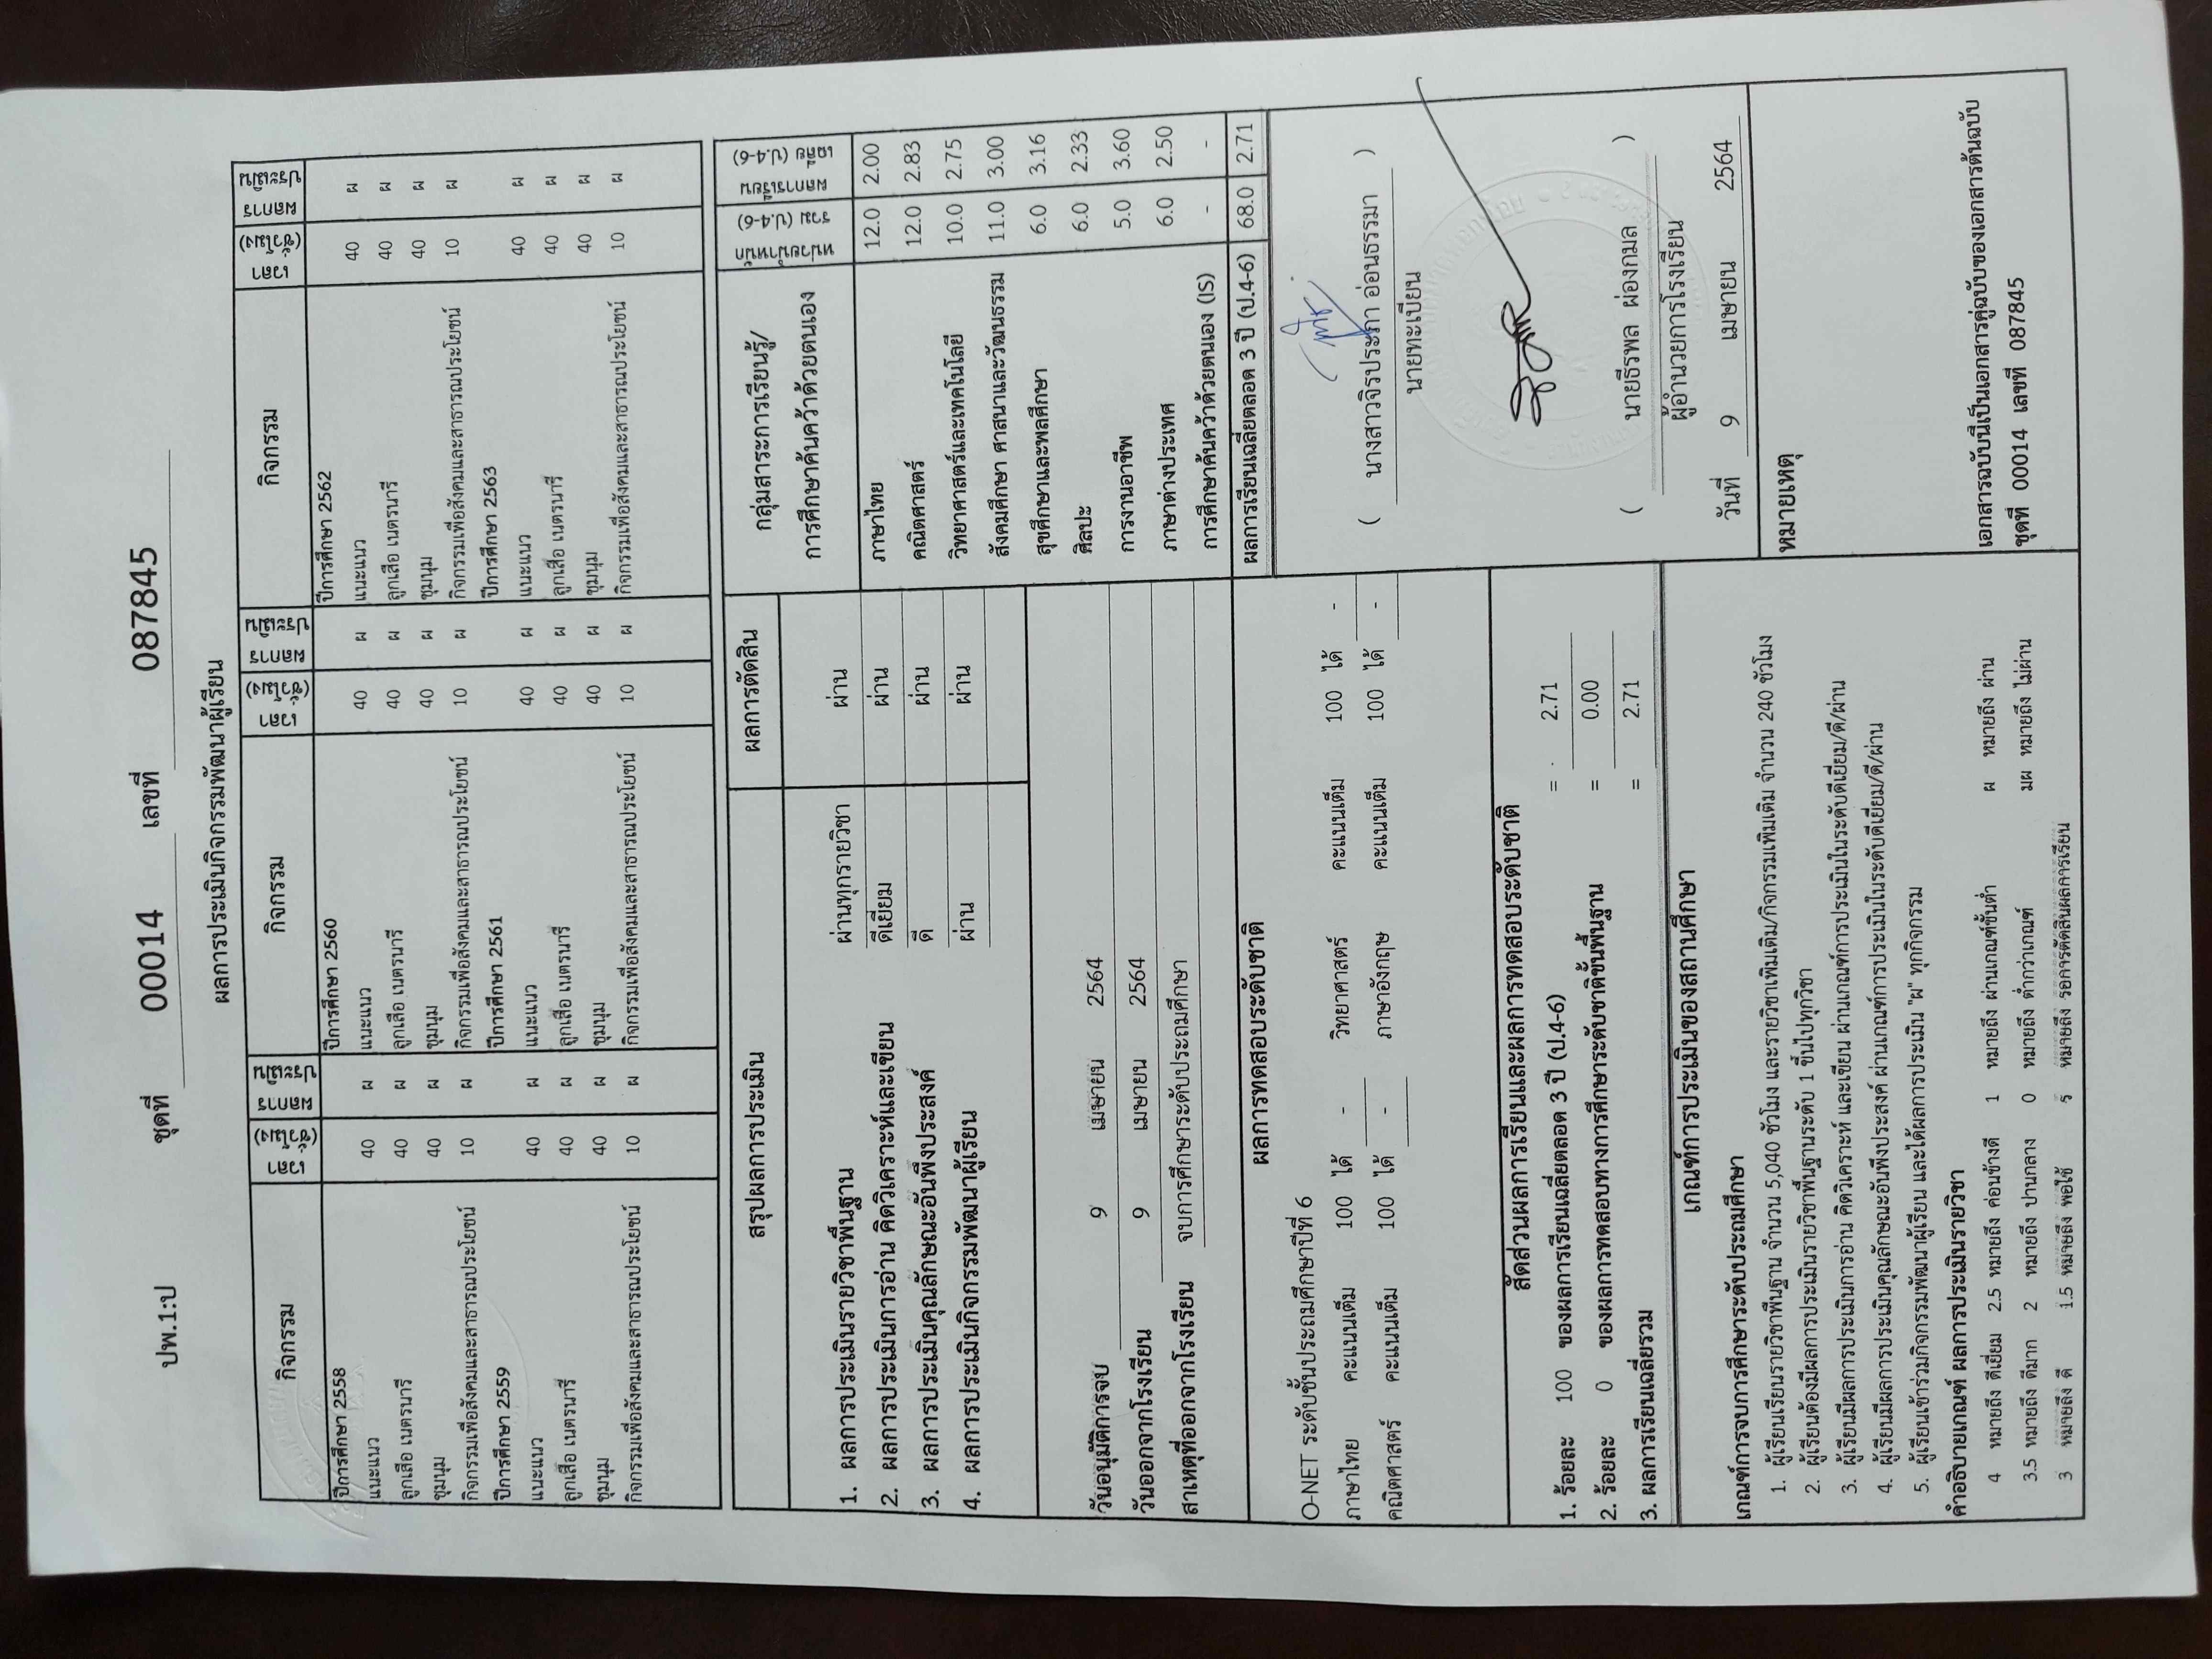 ปพ.1:ป ชุดที่ 00014 เลขที่ 087845
ผลการประเมินกิจกรรมพัฒนาผู้เรียน
กิจกรรม เวลา (ชั่วโมง) ผลการประเมิน กิจกรรม เวลา (ชั่วโมง) ผลการประเมิน กิจกรรม เวลา (ชั่วโมง) ผลการประเมิน
ปีการศึกษา 2558 ปีการศึกษา 2560 ปีการศึกษา 2562
แนะแนว 40 ผ แนะแนว 40 ผ แนะแนว 40 ผ
ลูกเสือ เนตรนารี 40 ผ ลูกเสือ เนตรนารี 40 ผ ลูกเสือ เนตรนารี 40 ผ
ชุมนุม 40 ผ ชุมนุม 40 ผ ชุมนุม 40 ผ
กิจกรรมเพื่อสังคมและสาธารณประโยชน์ 10 ผ กิจกรรมเพื่อสังคมและสาธารณประโยชน์ 10 ผ กิจกรรมเพื่อสังคมและสาธารณประโยชน์ 10 ผ
ปีการศึกษา 2559 ปีการศึกษา 2561 ปีการศึกษา 2563
แนะแนว 40 ผ แนะแนว 40 ผ แนะแนว 40 ผ
ลูกเสือ เนตรนารี 40 ผ ลูกเสือ เนตรนารี 40 ผ ลูกเสือ เนตรนารี 40 ผ
ชุมนุม 40 ผ ชุมนุม 40 ผ ชุมนุม 40 ผ
กิจกรรมเพื่อสังคมและสาธารณประโยชน์ 10 ผ กิจกรรมเพื่อสังคมและสาธารณประโยชน์ 10 ผ กิจกรรมเพื่อสังคมและสาธารณประโยชน์ 10 ผ
สรุปผลการประเมิน ผลการตัดสิน
1. ผลการประเมินรายวิชาพื้นฐาน ผ่านทุกรายวิชา ผ่าน
2. ผลการประเมินการอ่าน คิดวิเคราะห์และเขียน ดีเยี่ยม ผ่าน
3. ผลการประเมินคุณลักษณะอันพึงประสงค์ ดี ผ่าน
4. ผลการประเมินกิจกรรมพัฒนาผู้เรียน ผ่าน ผ่าน
วันอนุมัติการจบ 9 เมษายน 2564
วันออกจากโรงเรียน 9 เมษายน 2564
สาเหตุที่ออกจากโรงเรียน จบการศึกษาระดับประถมศึกษา
กลุ่มสาระการเรียนรู้/ การศึกษาค้นคว้าด้วยตนเอง หน่วยน้ำหนัก รวม (ป.4-6) ผลการเรียน เฉลี่ย (ป.4-6)
ภาษาไทย 12.0 2.00
คณิตศาสตร์ 12.0 2.83
วิทยาศาสตร์และเทคโนโลยี 10.0 2.75
สังคมศึกษา ศาสนาและวัฒนธรรม 11.0 3.00
สุขศึกษาและพลศึกษา 6.0 3.16
ศิลปะ 6.0 2.33
การงานอาชีพ 5.0 3.60
ภาษาต่างประเทศ 6.0 2.50
การศึกษาค้นคว้าด้วยตนเอง (IS) - -
ผลการเรียนเฉลี่ยตลอด 3 ปี (ป.4-6) 68.0 2.71
ผลการทดสอบระดับชาติ
O-NET ระดับชั้นประถมศึกษาปีที่ 6
ภาษาไทย คะแนนเต็ม 100 ได้ - วิทยาศาสตร์ คะแนนเต็ม 100 ได้ -
คณิตศาสตร์ คะแนนเต็ม 100 ได้ - ภาษาอังกฤษ คะแนนเต็ม 100 ได้ -
สัดส่วนผลการเรียนและผลการทดสอบระดับชาติ
1. ร้อยละ 100 ของผลการเรียนเฉลี่ยตลอด 3 ปี (ป.4-6) = 2.71
2. ร้อยละ 0 ของผลการทดสอบทางการศึกษาระดับชาติขั้นพื้นฐาน = 0.00
3. ผลการเรียนเฉลี่ยรวม = 2.71
( นางสาวจิรประภา อ่อนธรรมา )
นายทะเบียน
( นายธีรพล ผ่องกมล )
ผู้อำนวยการโรงเรียน
วันที่ 9 เมษายน 2564
เกณฑ์การประเมินของสถานศึกษา
เกณฑ์การจบการศึกษาระดับประถมศึกษา
1. ผู้เรียนเรียนรายวิชาพื้นฐาน จำนวน 5,040 ชั่วโมง และรายวิชาเพิ่มเติม/กิจกรรมเพิ่มเติม จำนวน 240 ชั่วโมง
2. ผู้เรียนต้องมีผลการประเมินรายวิชาพื้นฐานระดับ 1 ขึ้นไปทุกวิชา
3. ผู้เรียนมีผลการประเมินการอ่าน คิดวิเคราะห์ และเขียน ผ่านเกณฑ์การประเมินในระดับดีเยี่ยม/ดี/ผ่าน
4. ผู้เรียนมีผลการประเมินคุณลักษณะอันพึงประสงค์ ผ่านเกณฑ์การประเมินในระดับดีเยี่ยม/ดี/ผ่าน
5. ผู้เรียนเข้าร่วมกิจกรรมพัฒนาผู้เรียน และได้ผลการประเมิน "ผ" ทุกกิจกรรม
คำอธิบายเกณฑ์ ผลการประเมินรายวิชา
4 หมายถึง ดีเยี่ยม 2.5 หมายถึง ค่อนข้างดี 1 หมายถึง ผ่านเกณฑ์ขั้นต่ำ ผ หมายถึง ผ่าน
3.5 หมายถึง ดีมาก 2 หมายถึง ปานกลาง 0 หมายถึง ต่ำกว่าเกณฑ์ มผ หมายถึง ไม่ผ่าน
3 หมายถึง ดี 1.5 หมายถึง พอใช้ ร หมายถึง รอการตัดสินผลการเรียน
หมายเหตุ
เอกสารฉบับนี้เป็นเอกสารคู่ฉบับของเอกสารต้นฉบับ
ชุดที่ 00014 เลขที่ 087845